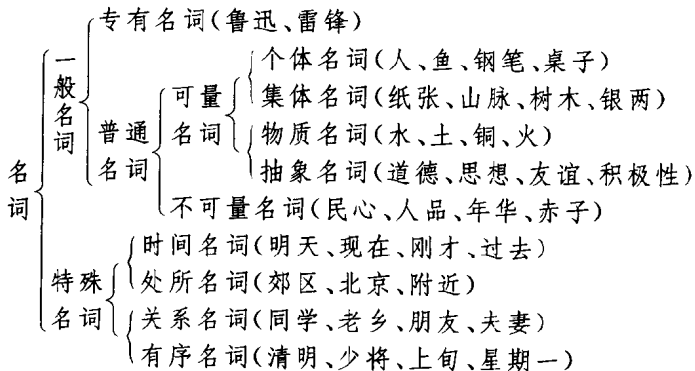 名词
一般名词
专有名词(鲁迅、雷锋)
普通名词
可量名词
个体名词(人、鱼、钢笔、桌子)
集体名词(纸张、山脉、树木、银两)
物质名词(水、土、铜、火)
抽象名词(道德、思想、友谊、积极性)
不可量名词(民心、人品、年华、赤子)
特殊名词
时间名词(明天、现在、刚才、过去)
处所名词(郊区、北京、附近)
关系名词(同学、老乡、朋友、夫妻)
有序名词(清明、少将、上旬、星期一)